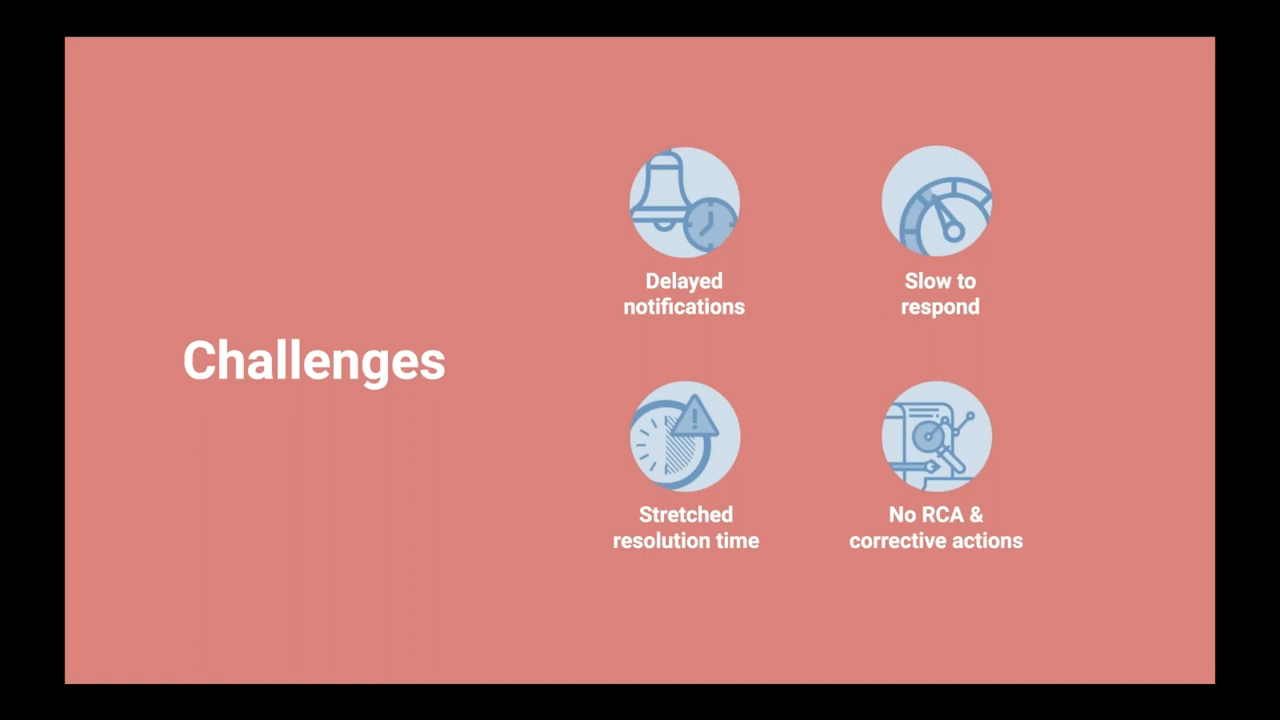 Challenges
Delayed
notifications
Slow to
respond
Stretched
resolution time
No RCA &
corrective actions